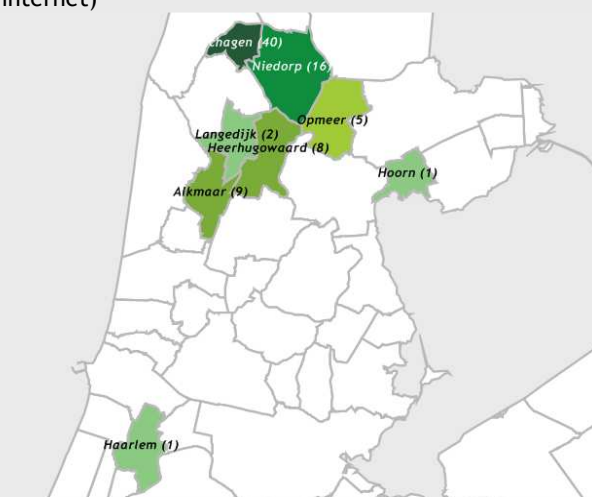 internet)
chagen (40)
Niedorp (16)
Opmeer (5)
Langedijk (2)
Heerhugowaard (8)
Hoorn (1)
Alkmaar (9)
Haarlem (1)